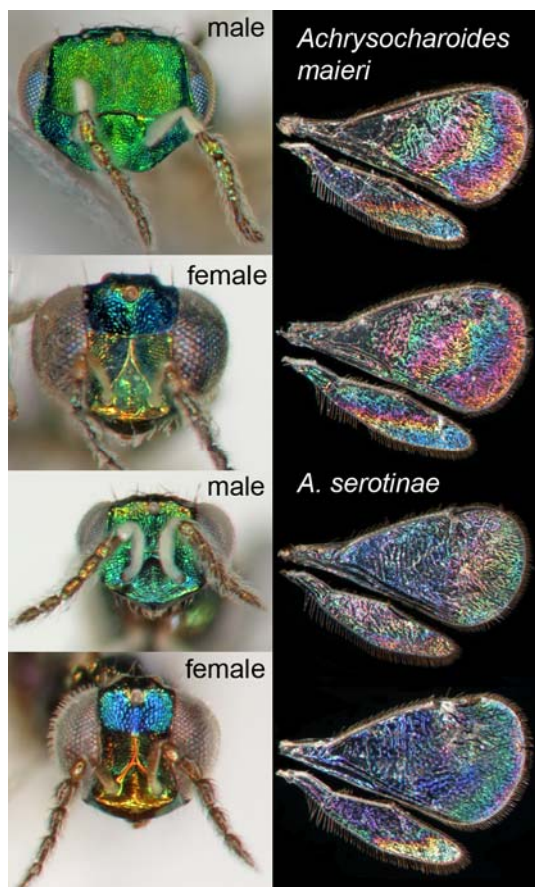 male
Achrysocharoides
maieri
female
male
A. serotinae
female